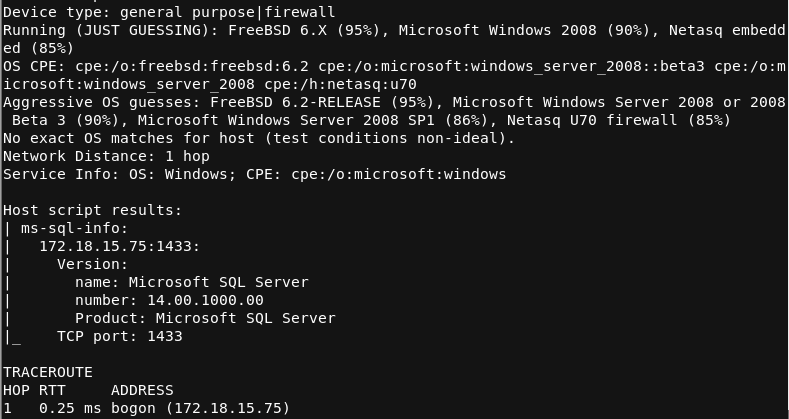 Device type: general purpose|firewall
Running (JUST GUESSING): FreeBSD 6.X (95%), Microsoft Windows 2008 (90%), Netasq embedd
ed (85%)
OS CPE: cpe:/o:freebsd:freebsd:6.2 cpe:/o:microsoft:windows_server_2008::beta3 cpe:/o:m
icrosoft:windows_server_2008 cpe:/h:netasq:u70
Aggressive OS guesses: FreeBSD 6.2-RELEASE (95%), Microsoft Windows Server 2008 or 2008
 Beta 3 (90%), Microsoft Windows Server 2008 SP1 (86%), Netasq U70 firewall (85%)
No exact OS matches for host (test conditions non-ideal).
Network Distance: 1 hop
Service Info: OS: Windows; CPE: cpe:/o:microsoft:windows

Host script results:
| ms-sql-info:
|   172.18.15.75:1433:
|     Version:
|       name: Microsoft SQL Server
|       number: 14.00.1000.00
|       Product: Microsoft SQL Server
|_    TCP port: 1433

TRACEROUTE
HOP RTT     ADDRESS
1   0.25 ms bogon (172.18.15.75)